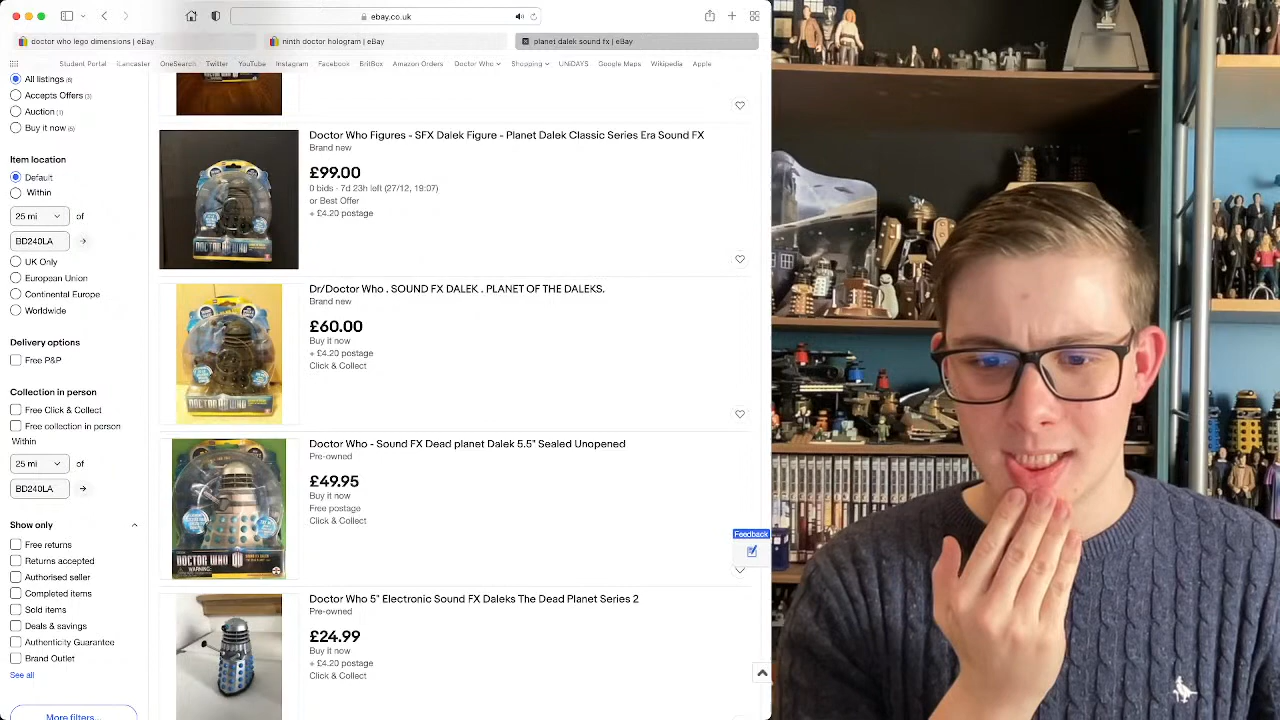 ebay.co.uk
doctor who lego dimensions | eBay
ninth doctor hologram | eBay
planet dalek sound fx | eBay
Student Portal
iLancaster
OneSearch
Twitter
YouTube
Instagram
Facebook
BritBox
Amazon Orders
Doctor Who
Shopping
UNiDAYS
Google Maps
Wikipedia
Apple
All listings (6)
Accepts Offers (3)
Auction (1)
Buy it now (5)
Item location
Default
Within
25 mi of
BD240LA
UK Only
European Union
Continental Europe
Worldwide
Delivery options
Free P&P
Collection in person
Free Click & Collect
Free collection in person
Within
25 mi of
BD240LA
Show only
Free returns
Returns accepted
Authorised seller
Completed items
Sold items
Deals & savings
Authenticity Guarantee
Brand Outlet
See all
More filters...
Doctor Who Figures - SFX Dalek Figure - Planet Dalek Classic Series Era Sound FX
Brand new
£99.00
0 bids · 7d 23h left (27/12, 19:07)
or Best Offer
+ £4.20 postage
Dr/Doctor Who . SOUND FX DALEK . PLANET OF THE DALEKS.
Brand new
£60.00
Buy it now
+ £4.20 postage
Click & Collect
DOCTOR WHO
Doctor Who - Sound FX Dead planet Dalek 5.5" Sealed Unopened
Pre-owned
£49.95
Buy it now
Free postage
Click & Collect
DOCTOR WHO
WARNING:
Doctor Who 5" Electronic Sound FX Daleks The Dead Planet Series 2
Pre-owned
£24.99
Buy it now
+ £4.20 postage
Click & Collect
Feedback